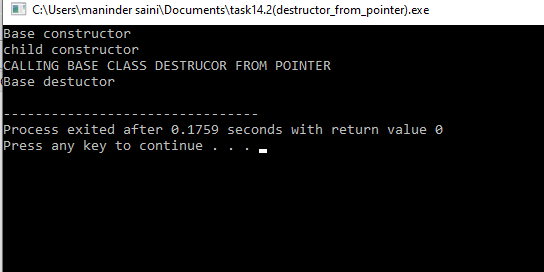 C:\Users\maninder saini\Documents\task14.2(destructor_from_pointer).exe
Base constructor
child constructor
CALLING BASE CLASS DESTRUCOR FROM POINTER
Base destuctor
--------------------------------
Process exited after 0.1759 seconds with return value 0
Press any key to continue . . .